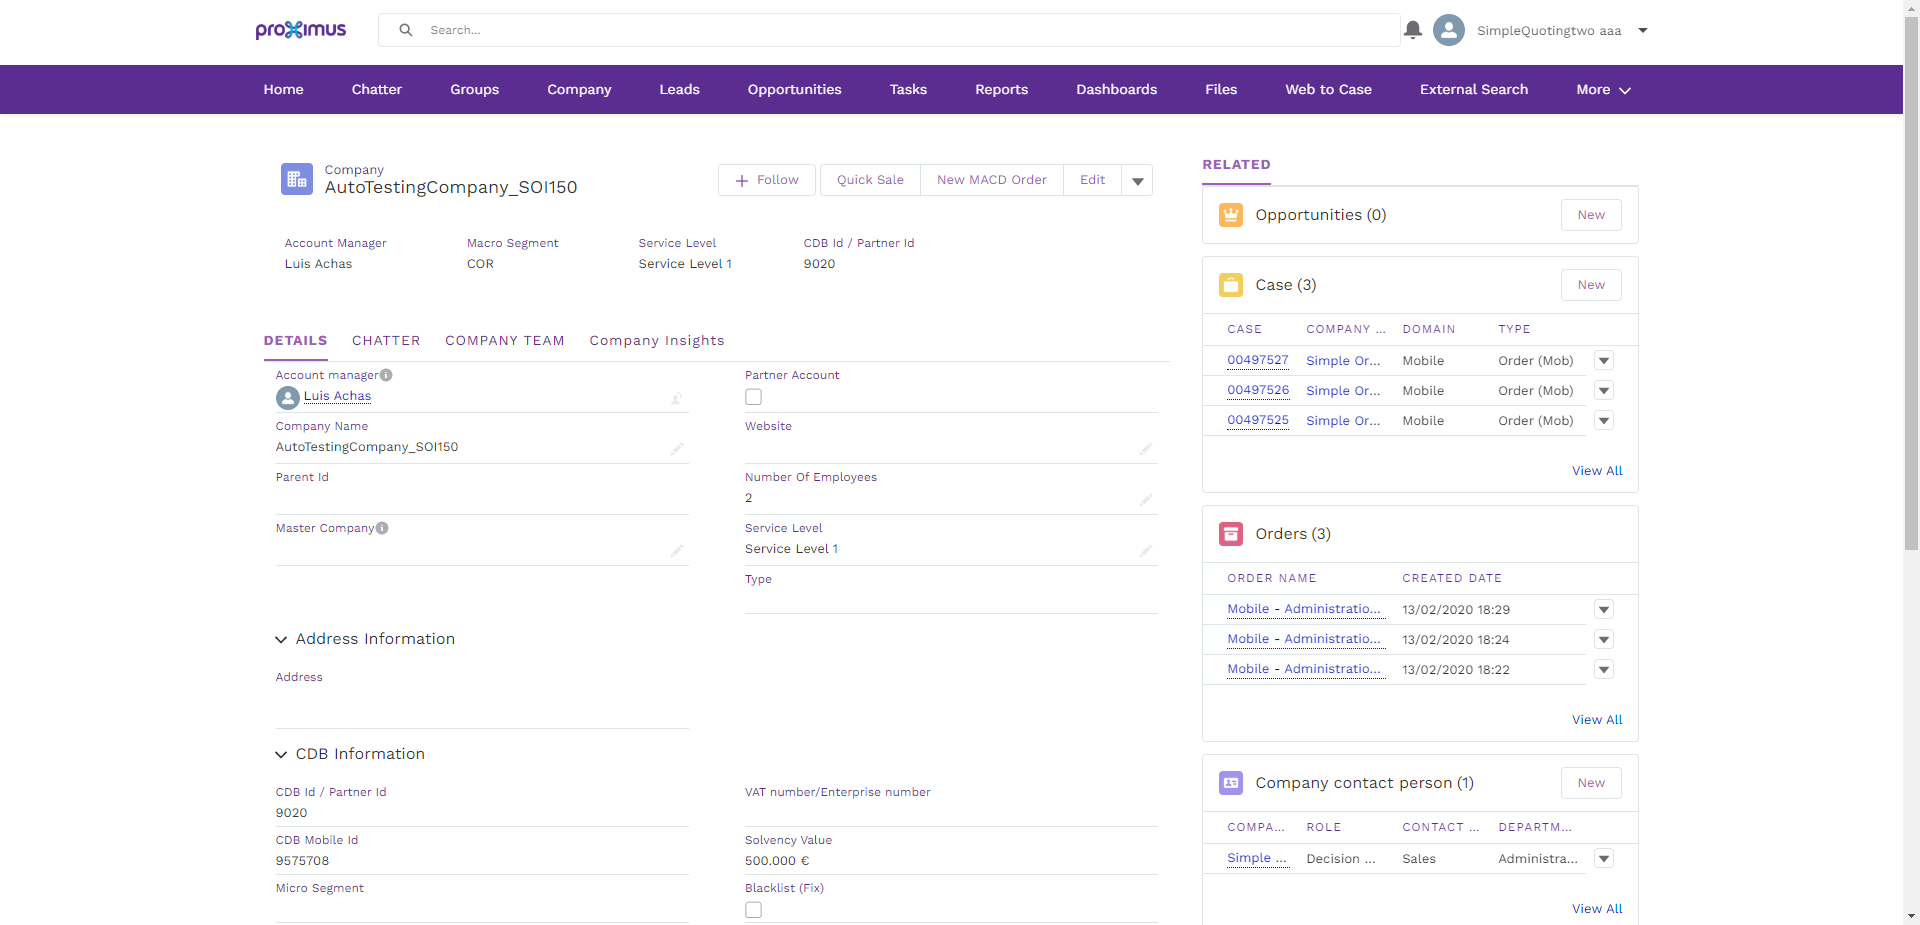 proximus
Search...
SimpleQuotingtwo aaa
Home Chatter Groups Company Leads Opportunities Tasks Reports Dashboards Files Web to Case External Search More
Company
AutoTestingCompany_SOI150
Follow Quick Sale New MACD Order Edit
Account Manager Macro Segment Service Level CDB Id / Partner Id
Luis Achas COR Service Level 1 9020
DETAILS CHATTER COMPANY TEAM Company Insights
Account manager Partner Account
Luis Achas
Company Name Website
AutoTestingCompany_SOI150
Parent Id Number Of Employees
2
Master Company Service Level
Service Level 1
Type
Address Information
Address
CDB Information
CDB Id / Partner Id VAT number/Enterprise number
9020
CDB Mobile Id Solvency Value
9575708 500.000 €
Micro Segment Blacklist (Fix)
RELATED
Opportunities (0) New
Case (3) New
CASE COMPANY ... DOMAIN TYPE
00497527 Simple Or... Mobile Order (Mob)
00497526 Simple Or... Mobile Order (Mob)
00497525 Simple Or... Mobile Order (Mob)
View All
Orders (3)
ORDER NAME CREATED DATE
Mobile - Administratio... 13/02/2020 18:29
Mobile - Administratio... 13/02/2020 18:24
Mobile - Administratio... 13/02/2020 18:22
View All
Company contact person (1) New
COMPA... ROLE CONTACT ... DEPARTM...
Simple ... Decision ... Sales Administra...
View All